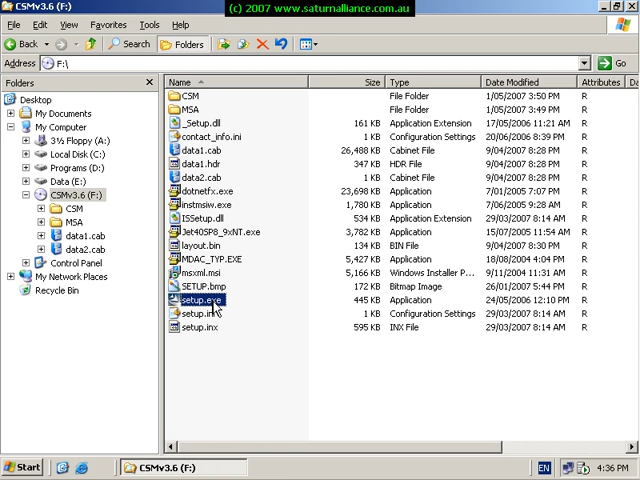 CSMv3.6 (F:)
(c) 2007 www.saturnalliance.com.au
File Edit View Favorites Tools Help
Back Search Folders
Address F:\ Go
Folders
Name Size Type Date Modified Attributes
Desktop
My Documents
My Computer
3½ Floppy (A:)
Local Disk (C:)
Programs (D:)
Data (E:)
CSMv3.6 (F:)
CSM
MSA
data1.cab
data2.cab
Control Panel
My Network Places
Recycle Bin
CSM File Folder 1/05/2007 3:50 PM R
MSA File Folder 1/05/2007 3:49 PM R
_Setup.dll 161 KB Application Extension 17/05/2006 11:21 AM R
contact_info.ini 1 KB Configuration Settings 20/06/2006 8:39 PM R
data1.cab 26,488 KB Cabinet File 9/04/2007 8:28 PM R
data1.hdr 347 KB HDR File 9/04/2007 8:28 PM R
data2.cab 1 KB Cabinet File 9/04/2007 8:28 PM R
dotnetfx.exe 23,698 KB Application 7/01/2005 7:07 PM R
instmsiw.exe 1,780 KB Application 7/06/2005 9:28 AM R
ISSetup.dll 534 KB Application Extension 29/03/2007 8:14 AM R
Jet40SP8_9xNT.exe 3,782 KB Application 15/07/2005 11:54 AM R
layout.bin 134 KB BIN File 9/04/2007 8:30 PM R
MDAC_TYP.EXE 5,427 KB Application 18/08/2004 4:04 PM R
msxml.msi 5,166 KB Windows Installer P... 9/11/2004 11:31 AM R
SETUP.bmp 172 KB Bitmap Image 26/01/2007 5:44 PM R
setup.exe 445 KB Application 24/05/2006 12:10 PM R
setup.ini 1 KB Configuration Settings 29/03/2007 8:14 AM R
setup.inx 595 KB INX File 29/03/2007 8:14 AM R
Start CSMv3.6 (F:) EN 4:36 PM